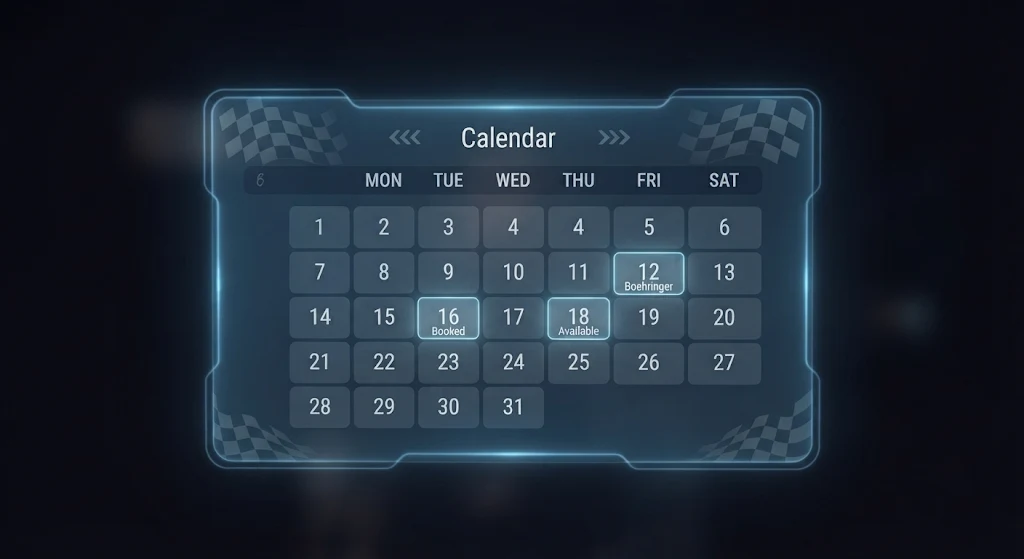 <<< Calendar >>>
6 MON TUE WED THU FRI SAT
1 2 3 4 4 5 6
7 8 9 10 11 12 13
Boehringer
14 15 16 17 18 19 20
Booked Available
21 22 23 24 25 26 27
28 29 30 31